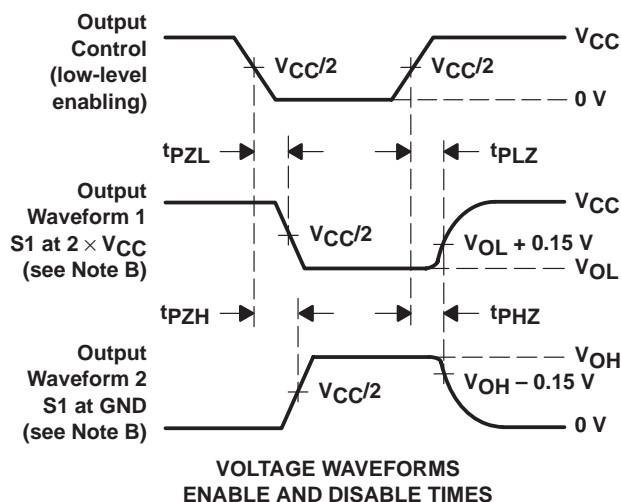 Output
Control
(low-level
enabling)
VCC
VCC/2
VCC/2
0 V
tPZL
tPLZ
Output
Waveform 1
S1 at 2 × VCC
(see Note B)
VCC
VCC/2
VOL + 0.15 V
VOL
tPZH
tPHZ
Output
Waveform 2
S1 at GND
(see Note B)
VOH
VCC/2
VOH – 0.15 V
0 V
VOLTAGE WAVEFORMS
ENABLE AND DISABLE TIMES